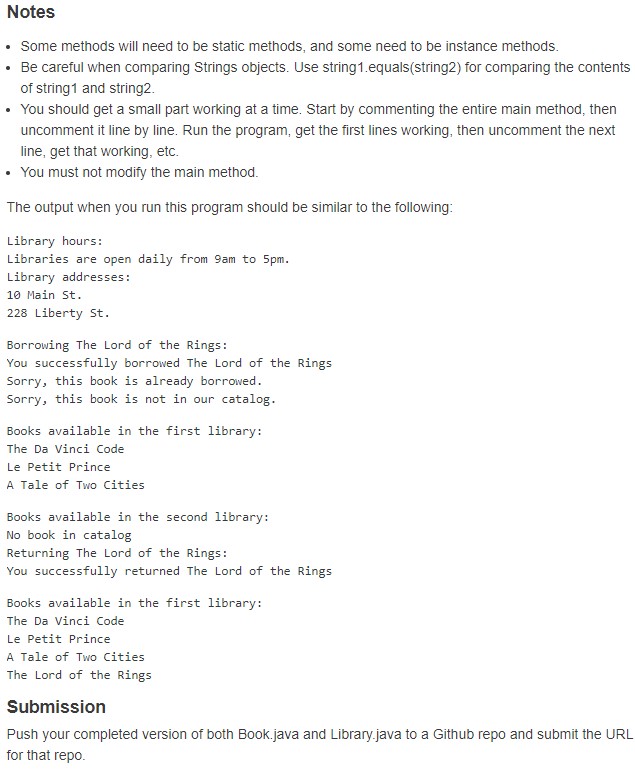 Notes
• Some methods will need to be static methods, and some need to be instance methods.
• Be careful when comparing Strings objects. Use string1.equals(string2) for comparing the contents
of string1 and string2.
• You should get a small part working at a time. Start by commenting the entire main method, then
uncomment it line by line. Run the program, get the first lines working, then uncomment the next
line, get that working, etc.
• You must not modify the main method.
The output when you run this program should be similar to the following:
Library hours:
Libraries are open daily from 9am to 5pm.
Library addresses:
10 Main St.
228 Liberty St.
Borrowing The Lord of the Rings:
You successfully borrowed The Lord of the Rings
Sorry, this book is already borrowed.
Sorry, this book is not in our catalog.
Books available in the first library:
The Da Vinci Code
Le Petit Prince
A Tale of Two Cities
Books available in the second library:
No book in catalog
Returning The Lord of the Rings:
You successfully returned The Lord of the Rings
Books available in the first library:
The Da Vinci Code
Le Petit Prince
A Tale of Two Cities
The Lord of the Rings
Submission
Push your completed version of both Book.java and Library.java to a Github repo and submit the URL
for that repo.